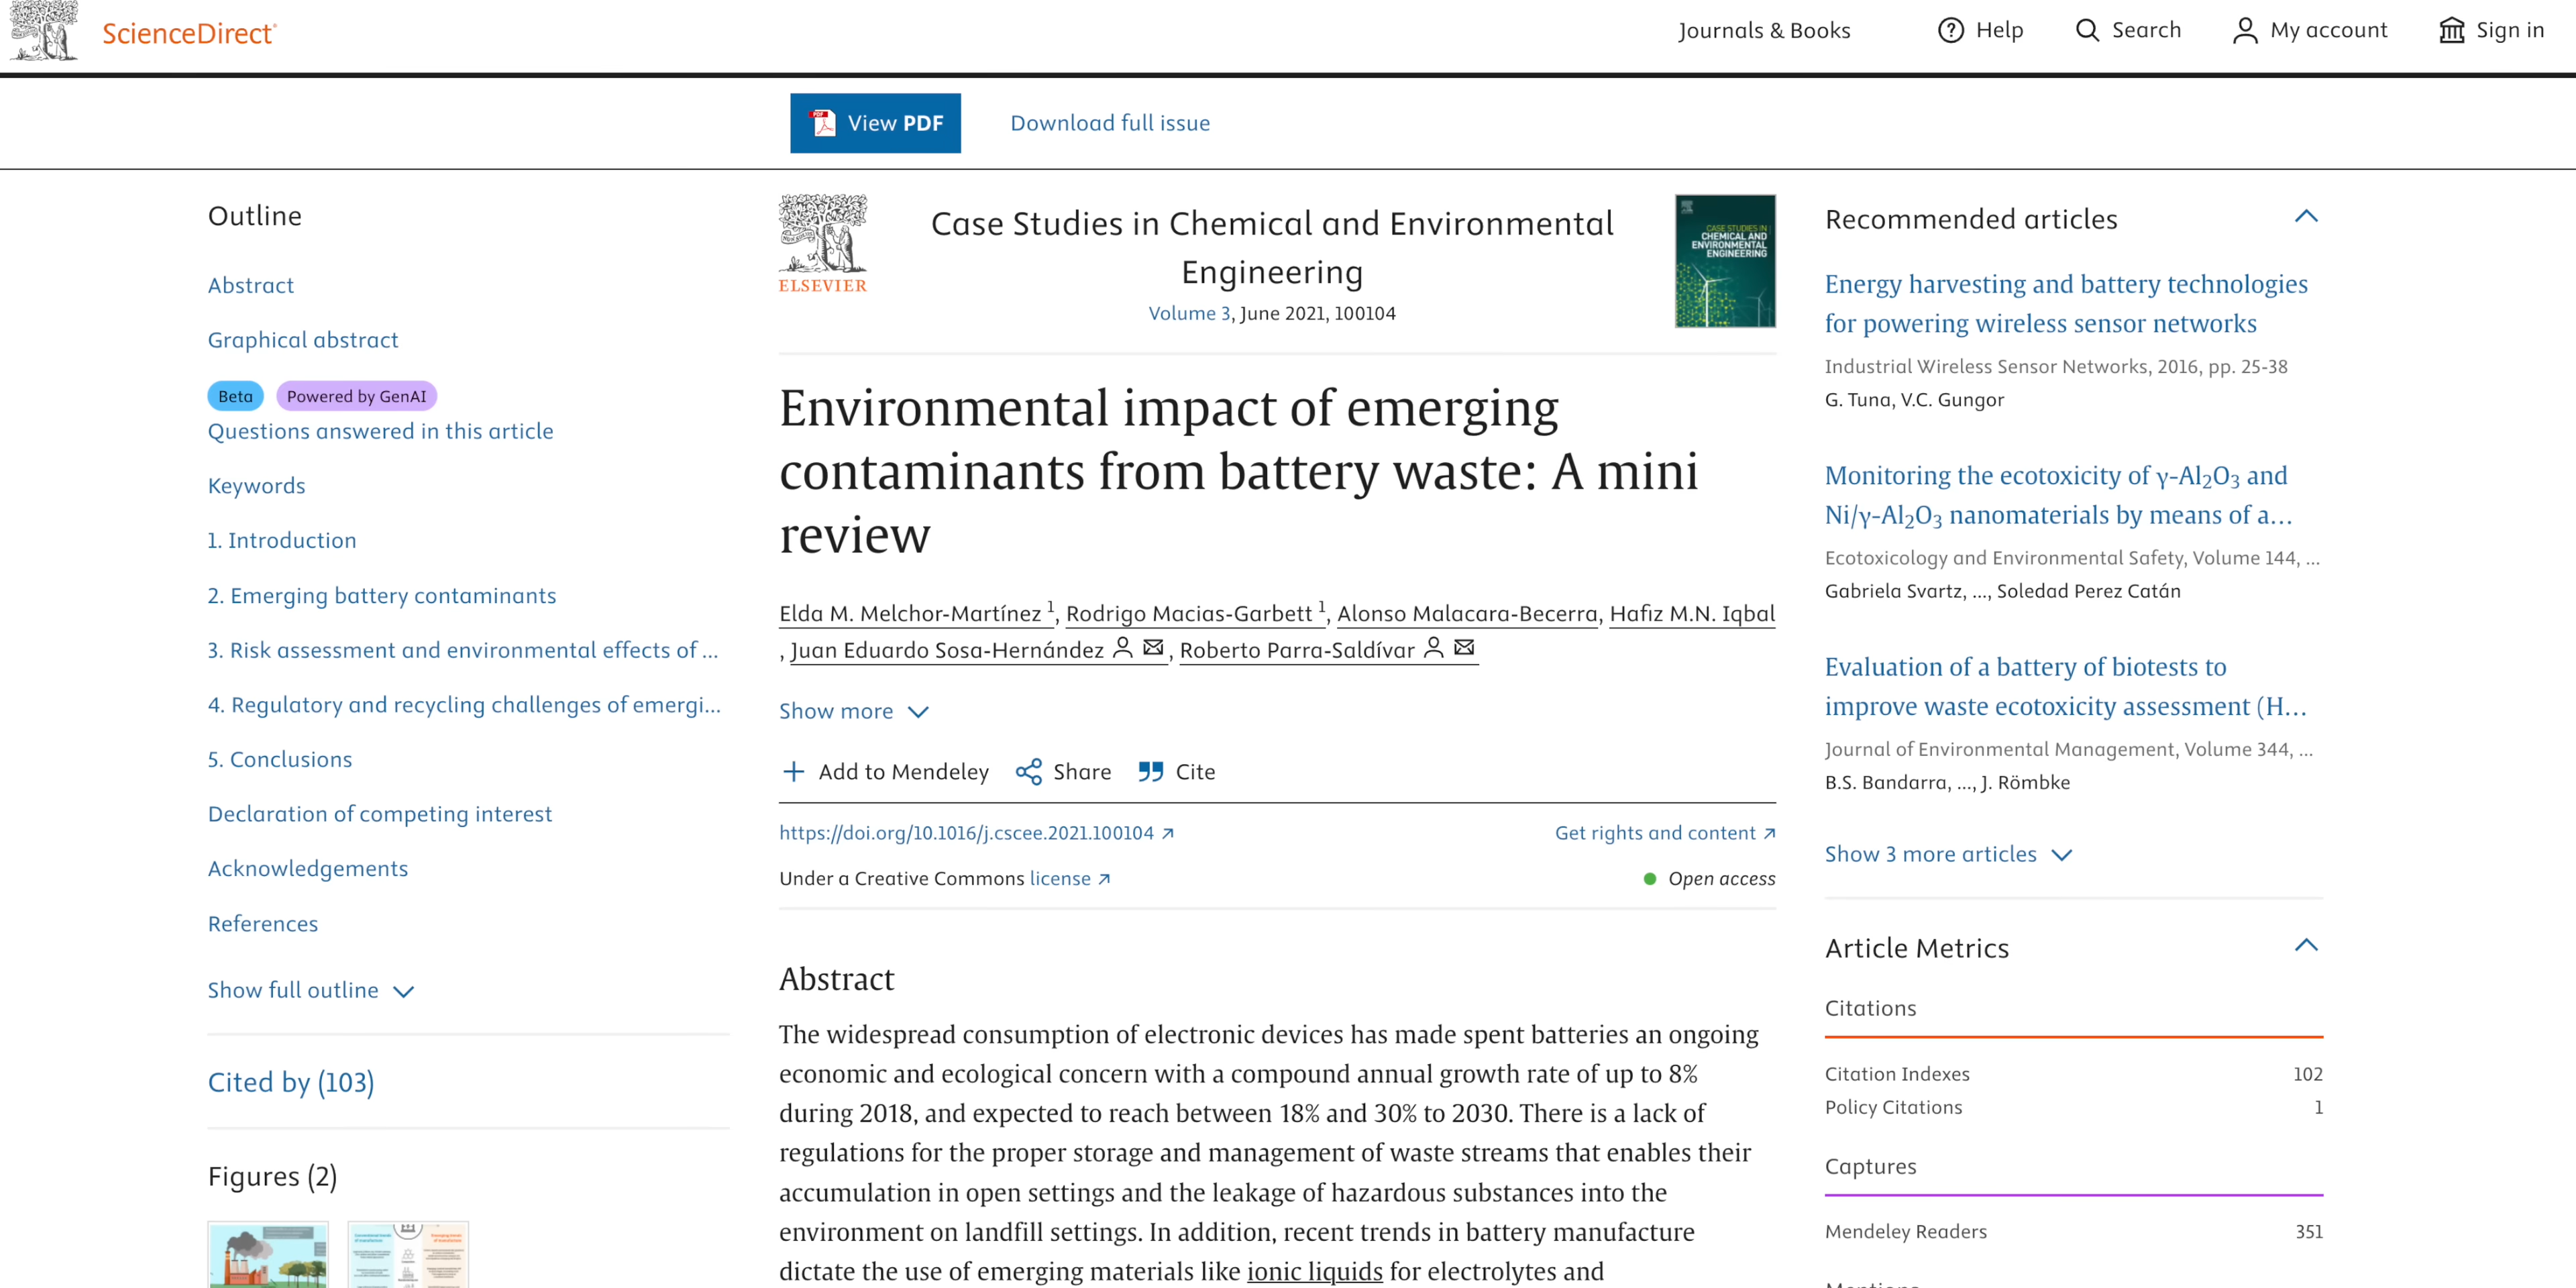 ScienceDirect
Journals & Books
Help
Search
My account
Sign in
View PDF
Download full issue
Outline
Abstract
Graphical abstract
Beta
Powered by GenAI
Questions answered in this article
Keywords
1. Introduction
2. Emerging battery contaminants
3. Risk assessment and environmental effects of ...
4. Regulatory and recycling challenges of emergi...
5. Conclusions
Declaration of competing interest
Acknowledgements
References
Show full outline
Cited by (103)
Figures (2)
ELSEVIER
Case Studies in Chemical and Environmental
Engineering
Volume 3, June 2021, 100104
CASE STUDIES IN
CHEMICAL AND
ENVIRONMENTAL
ENGINEERING
Environmental impact of emerging
contaminants from battery waste: A mini
review
Elda M. Melchor-Martínez 1, Rodrigo Macias-Garbett 1, Alonso Malacara-Becerra, Hafiz M.N. Iqbal
, Juan Eduardo Sosa-Hernández, Roberto Parra-Saldívar
Show more
Add to Mendeley
Share
Cite
https://doi.org/10.1016/j.cscee.2021.100104
Get rights and content
Under a Creative Commons license
Open access
Abstract
The widespread consumption of electronic devices has made spent batteries an ongoing
economic and ecological concern with a compound annual growth rate of up to 8%
during 2018, and expected to reach between 18% and 30% to 2030. There is a lack of
regulations for the proper storage and management of waste streams that enables their
accumulation in open settings and the leakage of hazardous substances into the
environment on landfill settings. In addition, recent trends in battery manufacture
dictate the use of emerging materials like ionic liquids for electrolytes and
Recommended articles
Energy harvesting and battery technologies
for powering wireless sensor networks
Industrial Wireless Sensor Networks, 2016, pp. 25-38
G. Tuna, V.C. Gungor
Monitoring the ecotoxicity of γ-Al₂O₃ and
Ni/γ-Al₂O₃ nanomaterials by means of a...
Ecotoxicology and Environmental Safety, Volume 144, ...
Gabriela Svartz, ..., Soledad Perez Catán
Evaluation of a battery of biotests to
improve waste ecotoxicity assessment (H...
Journal of Environmental Management, Volume 344, ...
B.S. Bandarra, ..., J. Römbke
Show 3 more articles
Article Metrics
Citations
Citation Indexes 102
Policy Citations 1
Captures
Mendeley Readers 351